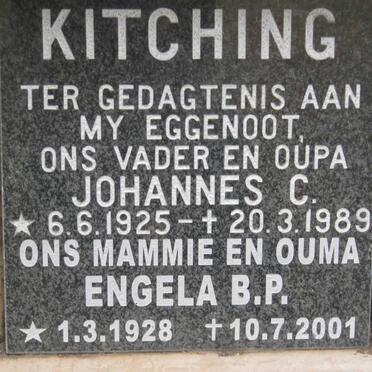 KITCHING
TER GEDAGTENIS AAN
MY EGGENOOT,
ONS VADER EN OUPA
JOHANNES C.
★ 6.6.1925 – † 20.3.1989
ONS MAMMIE EN OUMA
ENGELA B.P.
★ 1.3.1928 † 10.7.2001